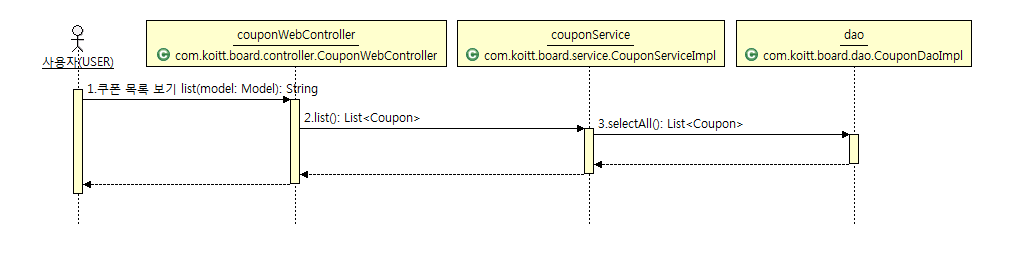 couponWebController
C com.koitt.board.controller.CouponWebController
couponService
C com.koitt.board.service.CouponServiceImpl
dao
C com.koitt.board.dao.CouponDaoImpl
사용자(USER)
1.쿠폰 목록 보기 list(model: Model): String
2.list(): List<Coupon>
3.selectAll(): List<Coupon>